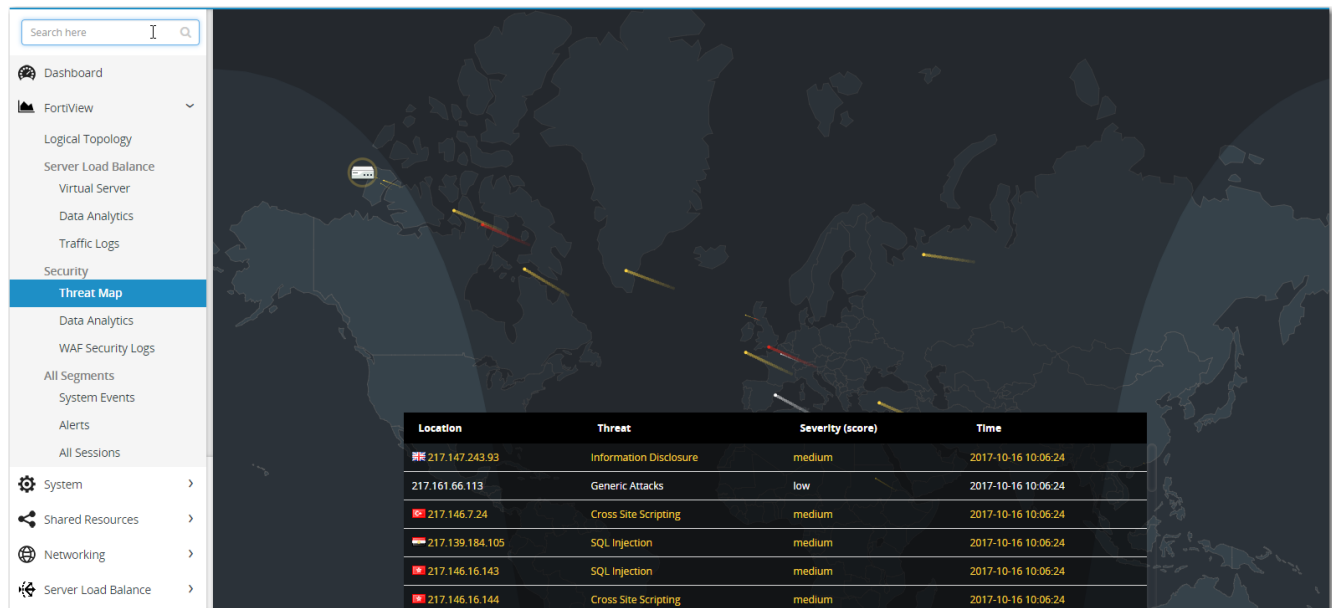 Search here
Dashboard
FortiView
Logical Topology
Server Load Balance
Virtual Server
Data Analytics
Traffic Logs
Security
Threat Map
Data Analytics
WAF Security Logs
All Segments
System Events
Alerts
All Sessions
System
Shared Resources
Networking
Server Load Balance
Location Threat Severity (score) Time
217.147.243.93 Information Disclosure medium 2017-10-16 10:06:24
217.161.66.113 Generic Attacks low 2017-10-16 10:06:24
217.146.7.24 Cross Site Scripting medium 2017-10-16 10:06:24
217.139.184.105 SQL Injection medium 2017-10-16 10:06:24
217.146.16.143 SQL Injection medium 2017-10-16 10:06:24
217.146.16.144 Cross Site Scripting medium 2017-10-16 10:06:24